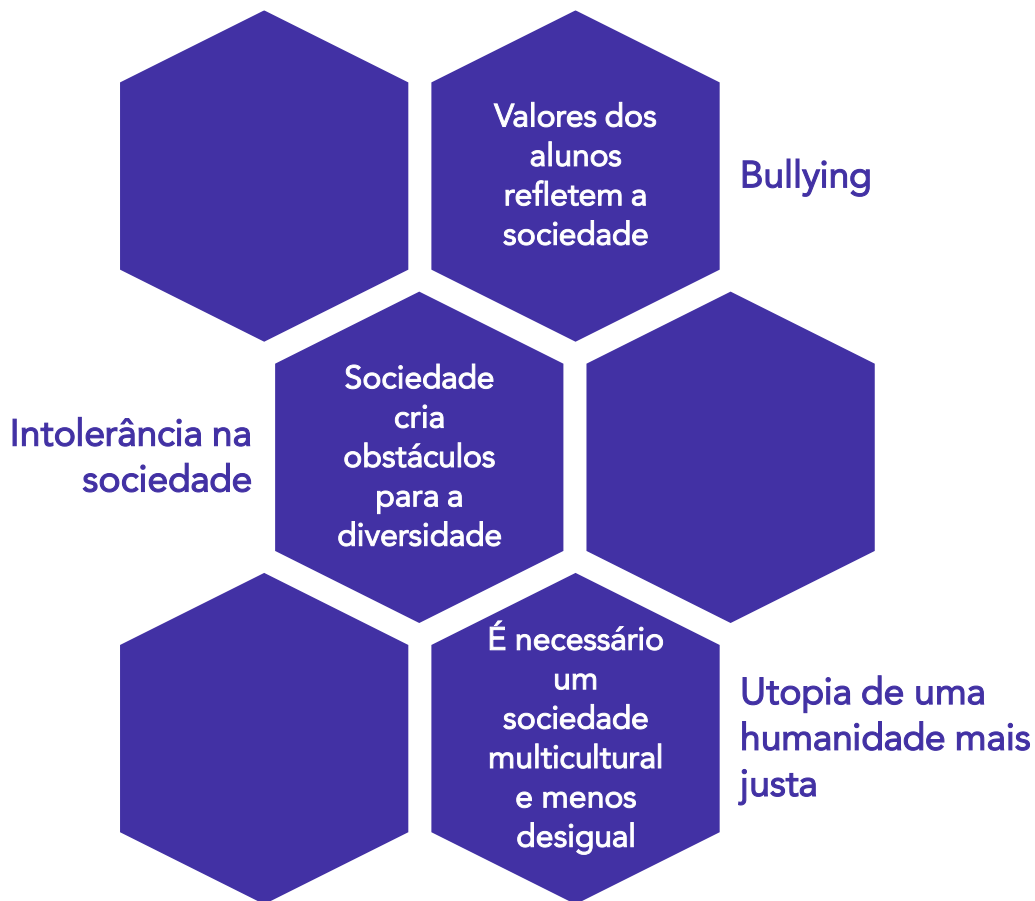 Valores dos
alunos
refletem a
sociedade
Bullying
Intolerância na
sociedade
Sociedade
cria
obstáculos
para a
diversidade
É necessário
um
sociedade
multicultural
e menos
desigual
Utopia de uma
humanidade mais
justa